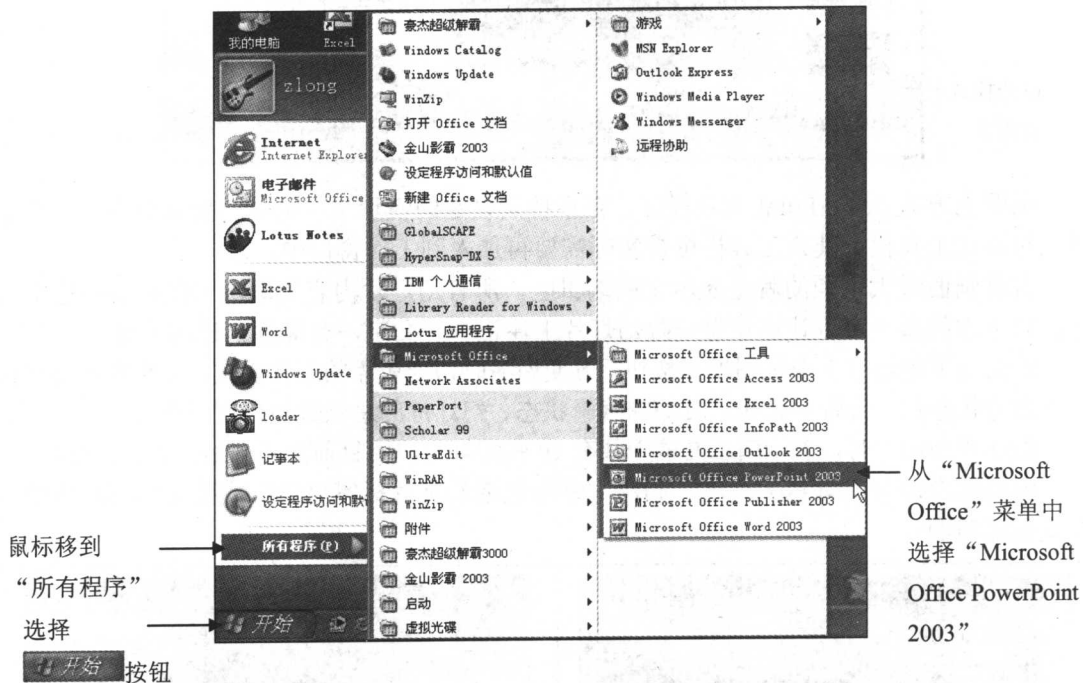 我的电脑
Excel
zlong
Internet
Internet Explore
电子邮件
Microsoft Office
Lotus Notes
Excel
Word
Windows Update
loader
记事本
设定程序访问和默认
所有程序(P)
开始
豪杰超级解霸
Windows Catalog
Windows Update
WinZip
打开 Office 文档
金山影霸 2003
设定程序访问和默认值
新建 Office 文档
GlobalSCAPE
HyperSnap-DX 5
IBM 个人通信
Library Reader for Windows
Lotus 应用程序
Microsoft Office
Network Associates
PaperPort
Scholar 99
UltraEdit
WinRAR
WinZip
附件
豪杰超级解霸3000
金山影霸 2003
启动
虚拟光碟
游戏
MSN Explorer
Outlook Express
Windows Media Player
Windows Messenger
远程协助
Microsoft Office 工具
Microsoft Office Access 2003
Microsoft Office Excel 2003
Microsoft Office InfoPath 2003
Microsoft Office Outlook 2003
Microsoft Office PowerPoint 2003
Microsoft Office Publisher 2003
Microsoft Office Word 2003
从“Microsoft
Office”菜单中
选择“Microsoft
Office PowerPoint
2003”
鼠标移到
“所有程序”
选择
开始 按钮